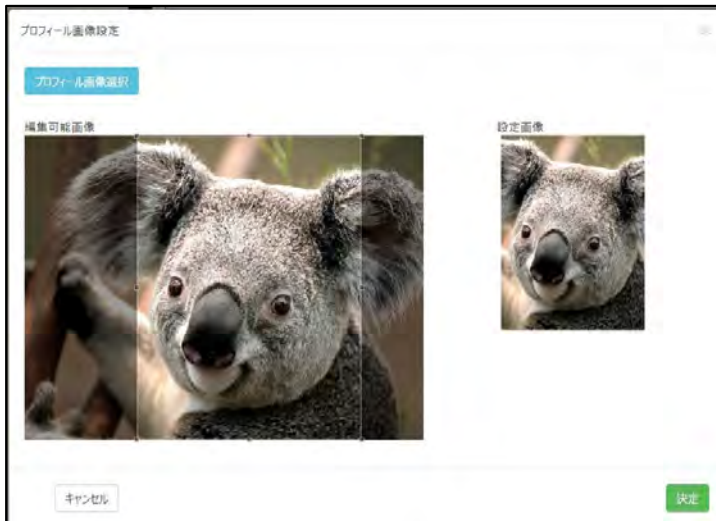 プロフィール画像設定
プロフィール画像選択
編集可能画像
設定画像
キャンセル
決定